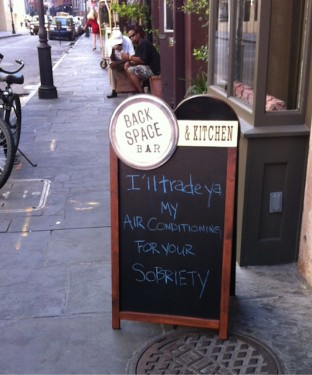 BACK
SPACE
BAR
& KITCHEN
I'll trade ya
MY
AIR CONDITIONING
FOR YOUR
SOBRIETY